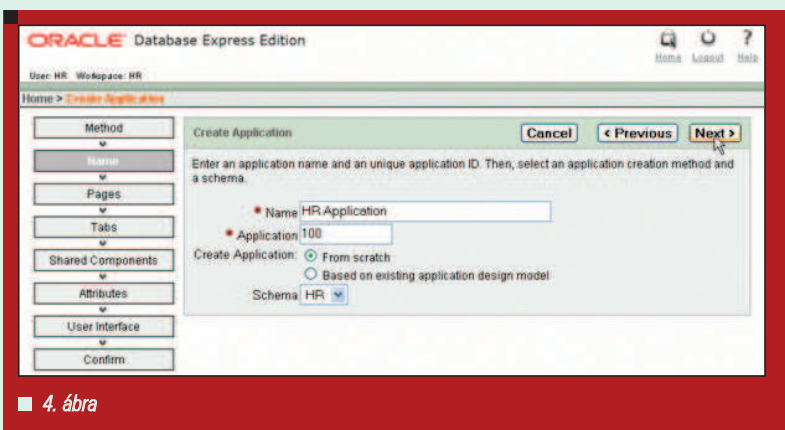 ORACLE Database Express Edition
Home Logout Help
User: HR Workspace: HR
Home > Create Application
Method
Name
Pages
Tabs
Shared Components
Attributes
User Interface
Confirm
Create Application
Cancel
< Previous
Next >
Enter an application name and an unique application ID. Then, select an application creation method and
a schema.
* Name HR Application
* Application 100
Create Application: From scratch
Based on existing application design model
Schema HR
4. ábra